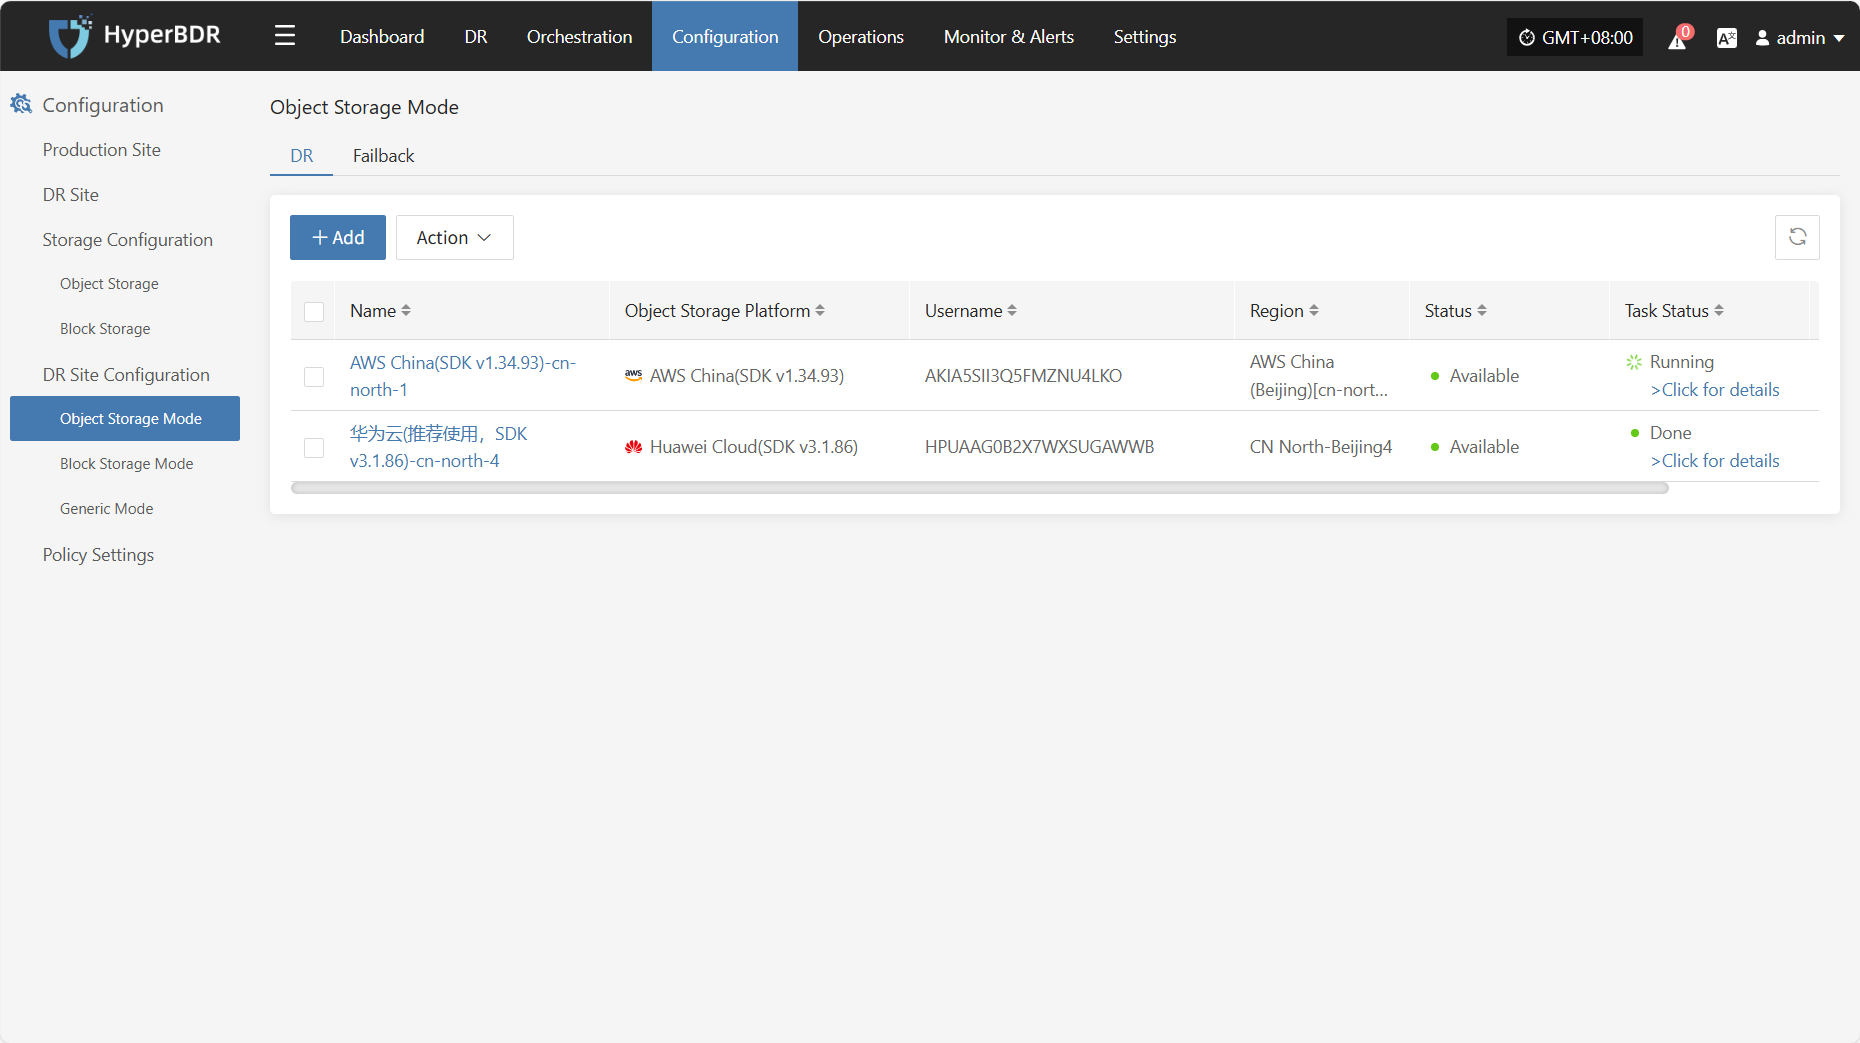 HyperBDR
Dashboard DR Orchestration Configuration Operations Monitor & Alerts Settings
GMT+08:00 0 admin
Configuration
Production Site
DR Site
Storage Configuration
Object Storage
Block Storage
DR Site Configuration
Object Storage Mode
Block Storage Mode
Generic Mode
Policy Settings
Object Storage Mode
DR Failback
+ Add Action
Name Object Storage Platform Username Region Status Task Status
AWS China(SDK v1.34.93)-cn-
north-1
aws AWS China(SDK v1.34.93)
AKIA5SII3Q5FMZNU4LKO
AWS China
(Beijing)[cn-nort...
Available
Running
>Click for details
华为云(推荐使用，SDK
v3.1.86)-cn-north-4
Huawei Cloud(SDK v3.1.86)
HPUAAG0B2X7WXSUGAWWB
CN North-Beijing4
Available
Done
>Click for details